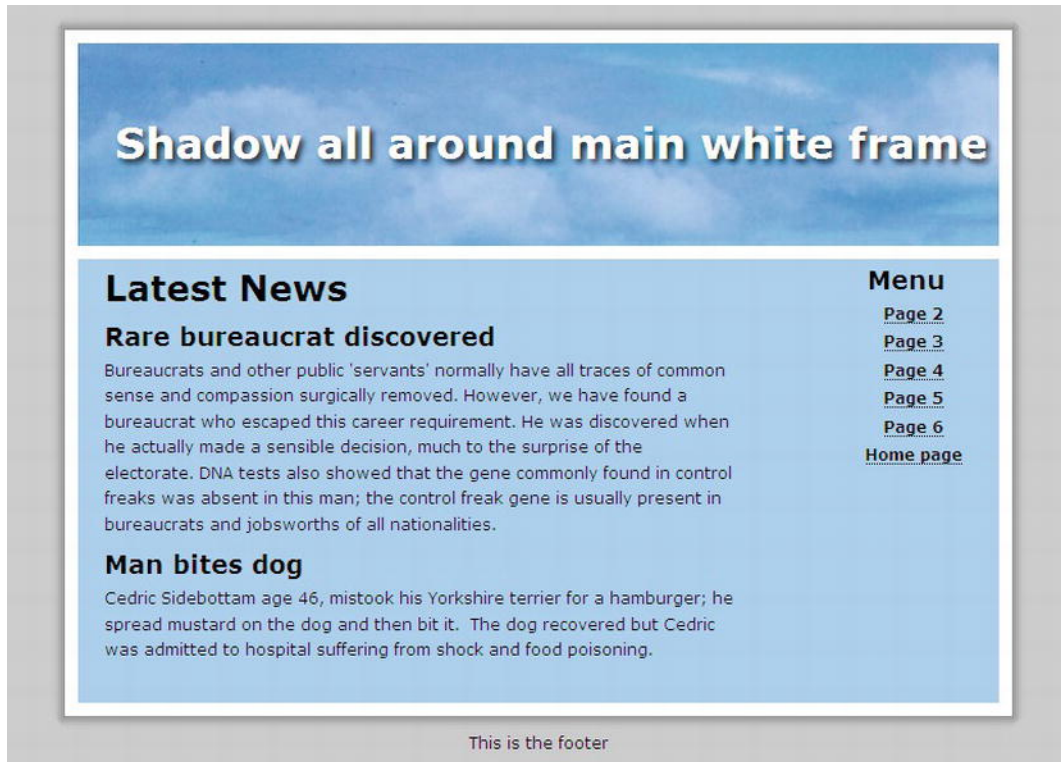 Shadow all around main white frame
Latest News
Rare bureaucrat discovered
Bureaucrats and other public 'servants' normally have all traces of common
sense and compassion surgically removed. However, we have found a
bureaucrat who escaped this career requirement. He was discovered when
he actually made a sensible decision, much to the surprise of the
electorate. DNA tests also showed that the gene commonly found in control
freaks was absent in this man; the control freak gene is usually present in
bureaucrats and jobsworths of all nationalities.
Man bites dog
Cedric Sidebottam age 46, mistook his Yorkshire terrier for a hamburger; he
spread mustard on the dog and then bit it.  The dog recovered but Cedric
was admitted to hospital suffering from shock and food poisoning.
Menu
Page 2
Page 3
Page 4
Page 5
Page 6
Home page
This is the footer